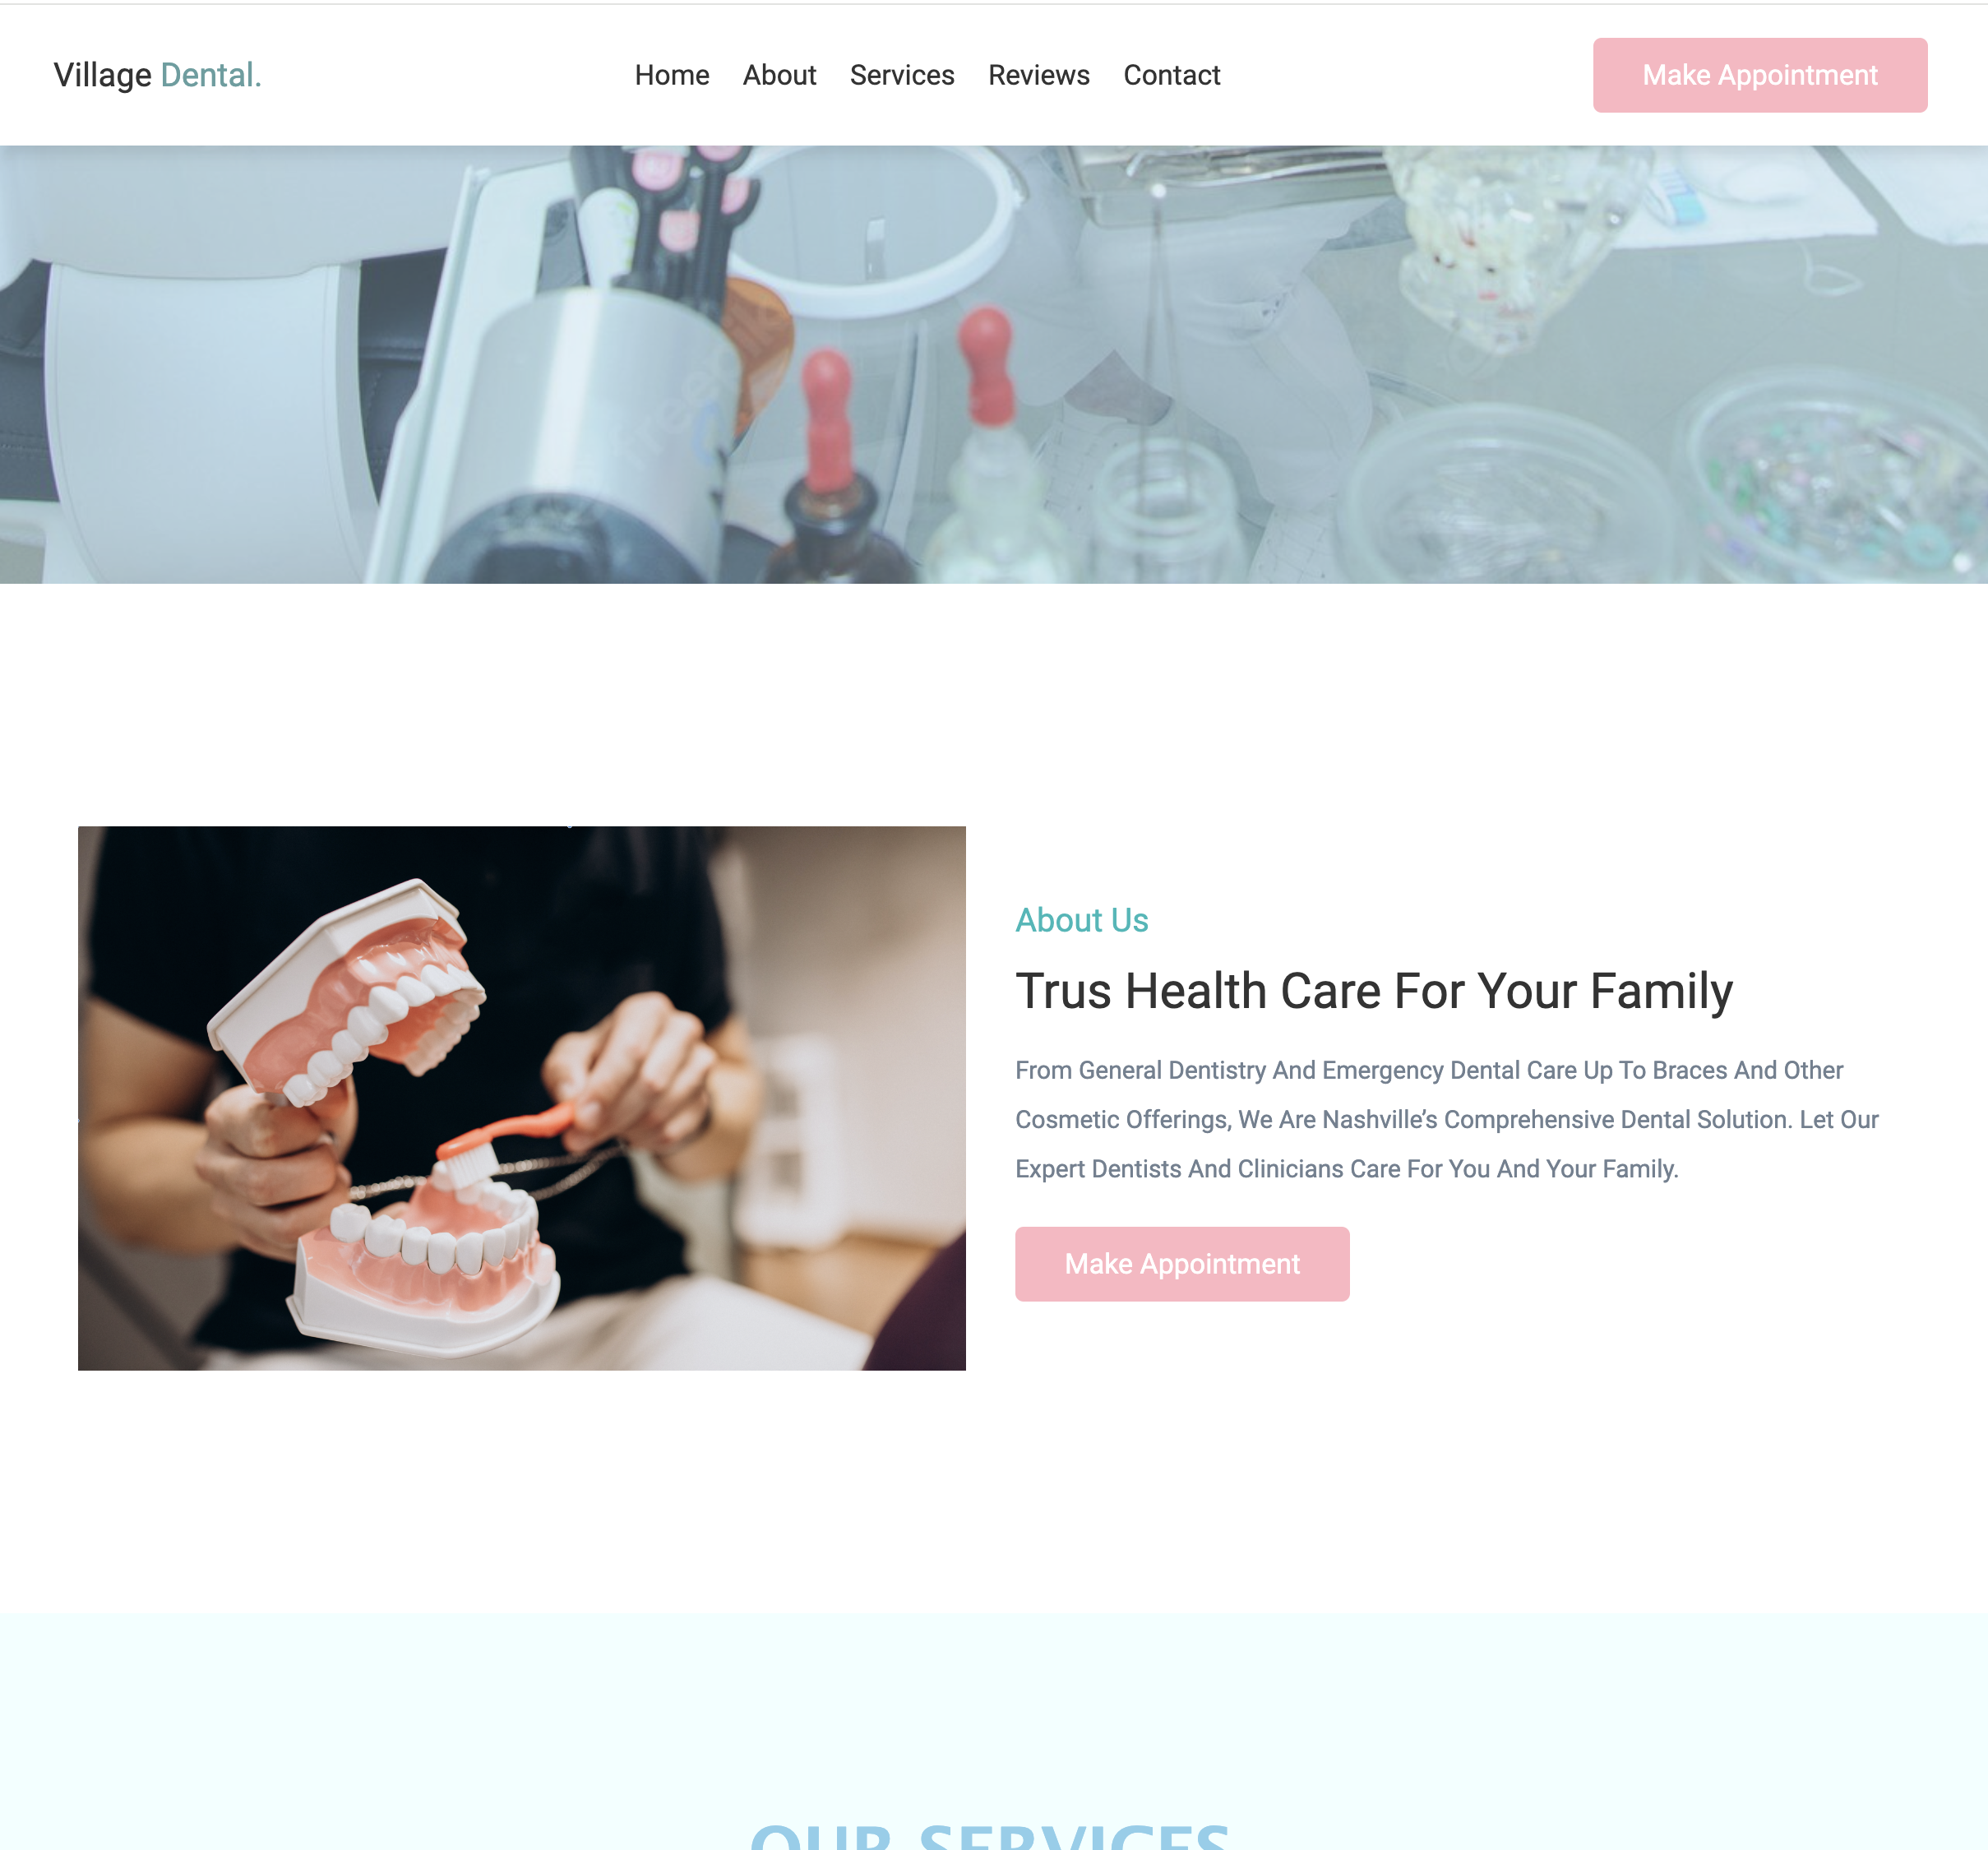 Village Dental.
Home About Services Reviews Contact
Make Appointment
About Us
Trus Health Care For Your Family
From General Dentistry And Emergency Dental Care Up To Braces And Other
Cosmetic Offerings, We Are Nashville’s Comprehensive Dental Solution. Let Our
Expert Dentists And Clinicians Care For You And Your Family.
Make Appointment
OUR SERVICES